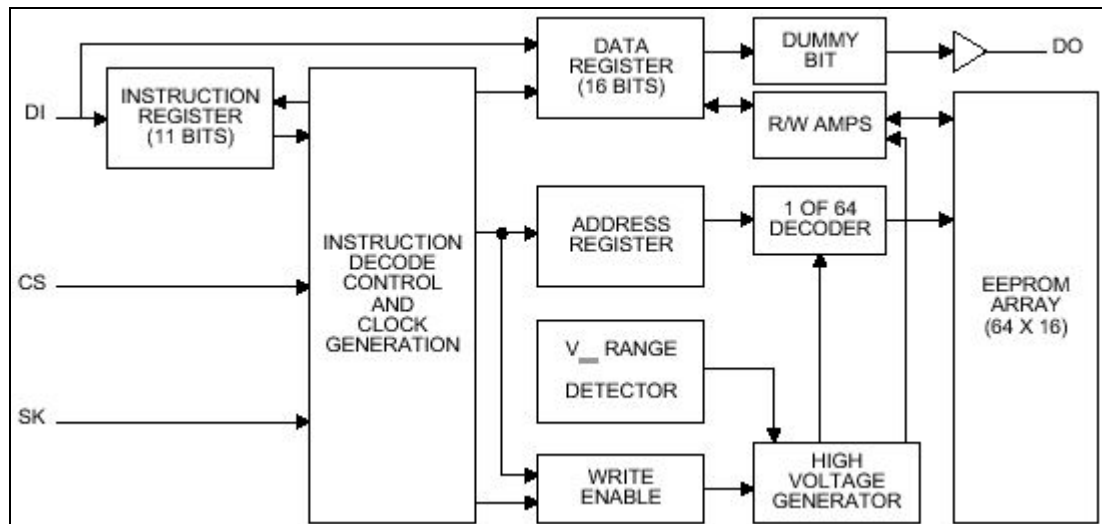 DATA
REGISTER
(16 BITS)
DUMMY
BIT
DO
DI
INSTRUCTION
REGISTER
(11 BITS)
R/W AMPS
INSTRUCTION
DECODE
CONTROL
AND
CLOCK
GENERATION
ADDRESS
REGISTER
1 OF 64
DECODER
CS
EEPROM
ARRAY
(64 X 16)
V__ RANGE
DETECTOR
SK
WRITE
ENABLE
HIGH
VOLTAGE
GENERATOR